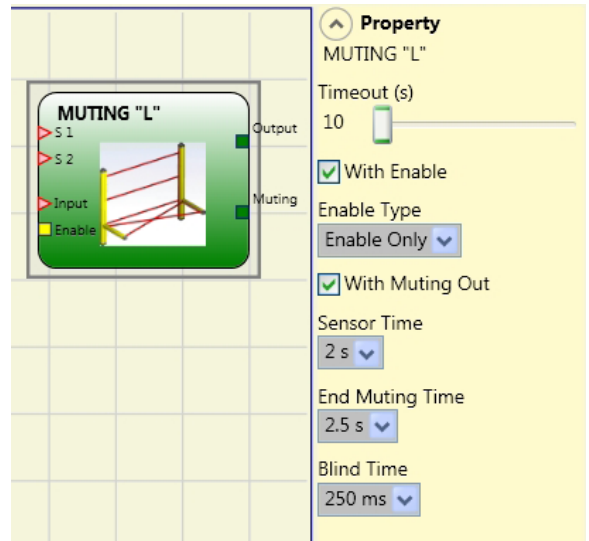 MUTING "L"
S 1
S 2
Input
Enable
Output
Muting
Property
MUTING "L"
Timeout (s)
10
With Enable
Enable Type
Enable Only
With Muting Out
Sensor Time
2 s
End Muting Time
2.5 s
Blind Time
250 ms